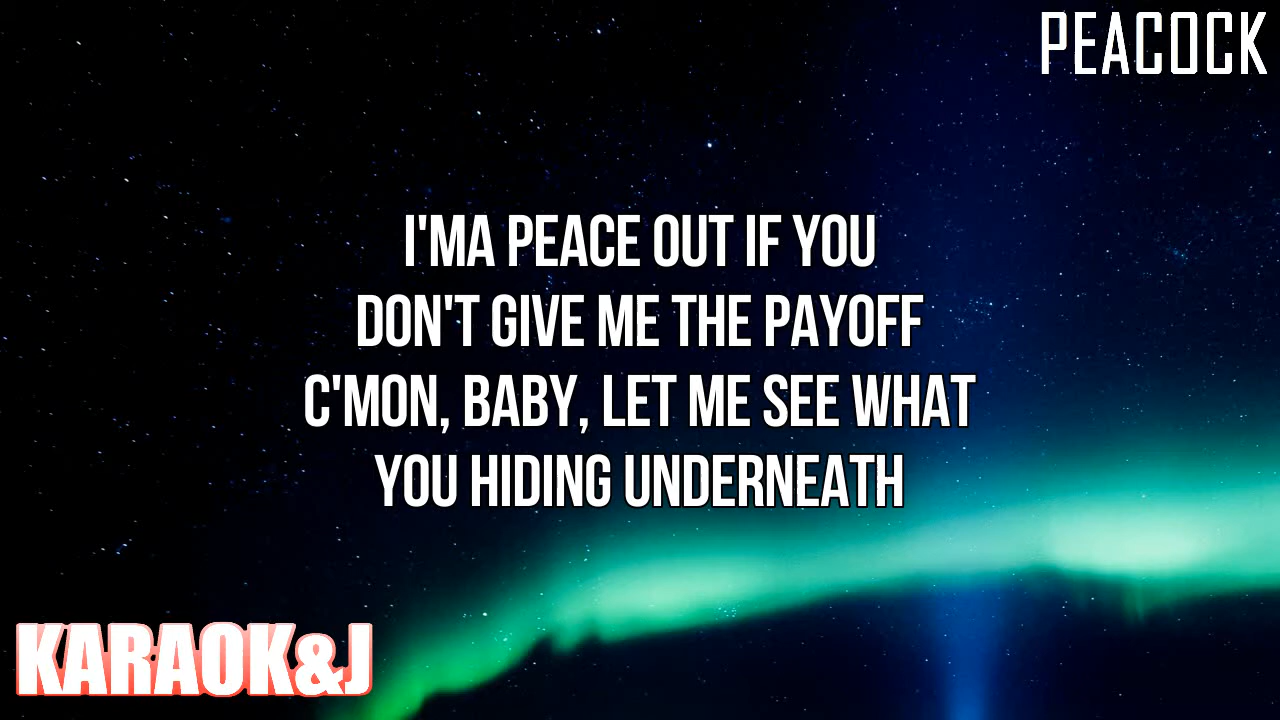 PEACOCK
I'MA PEACE OUT IF YOU
DON'T GIVE ME THE PAYOFF
C'MON, BABY, LET ME SEE WHAT
YOU HIDING UNDERNEATH
KARAOK&J